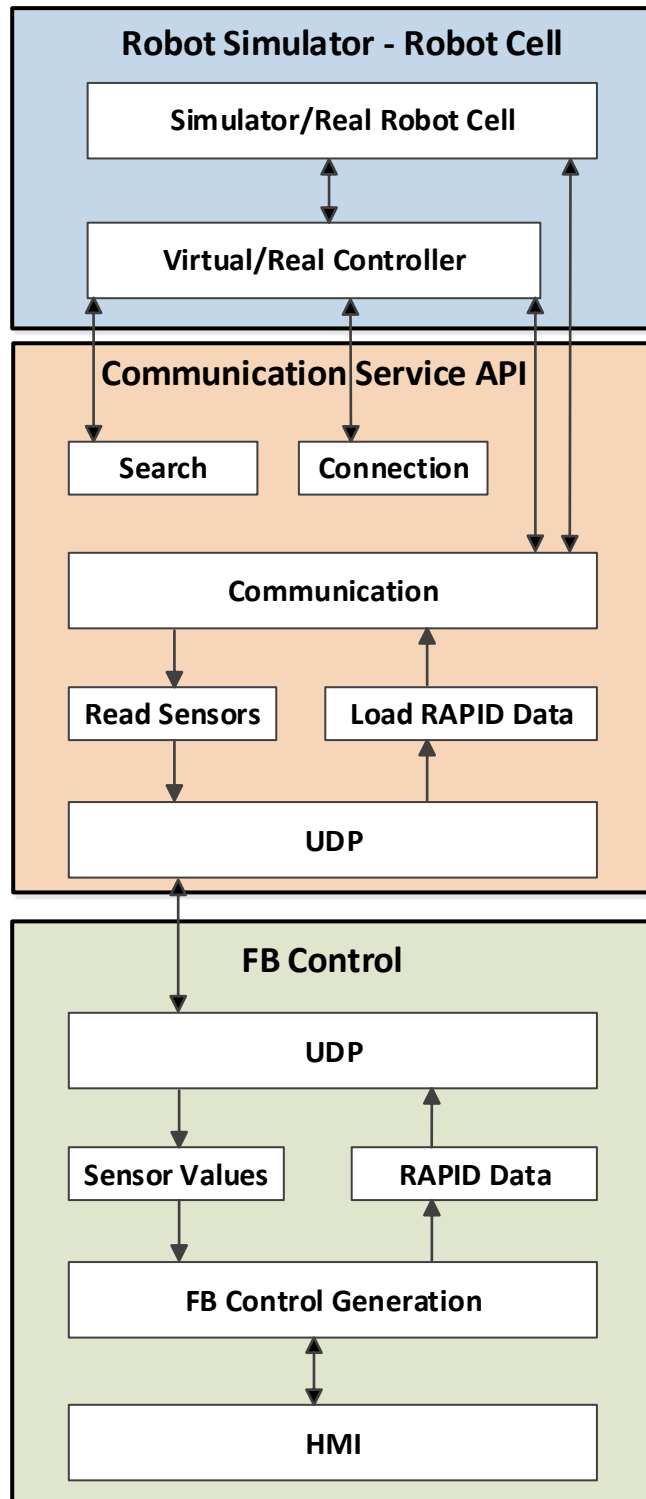 Robot Simulator - Robot Cell
Simulator/Real Robot Cell
Virtual/Real Controller
Communication Service API
Search
Connection
Communication
Read Sensors
Load RAPID Data
UDP
FB Control
UDP
Sensor Values
RAPID Data
FB Control Generation
HMI